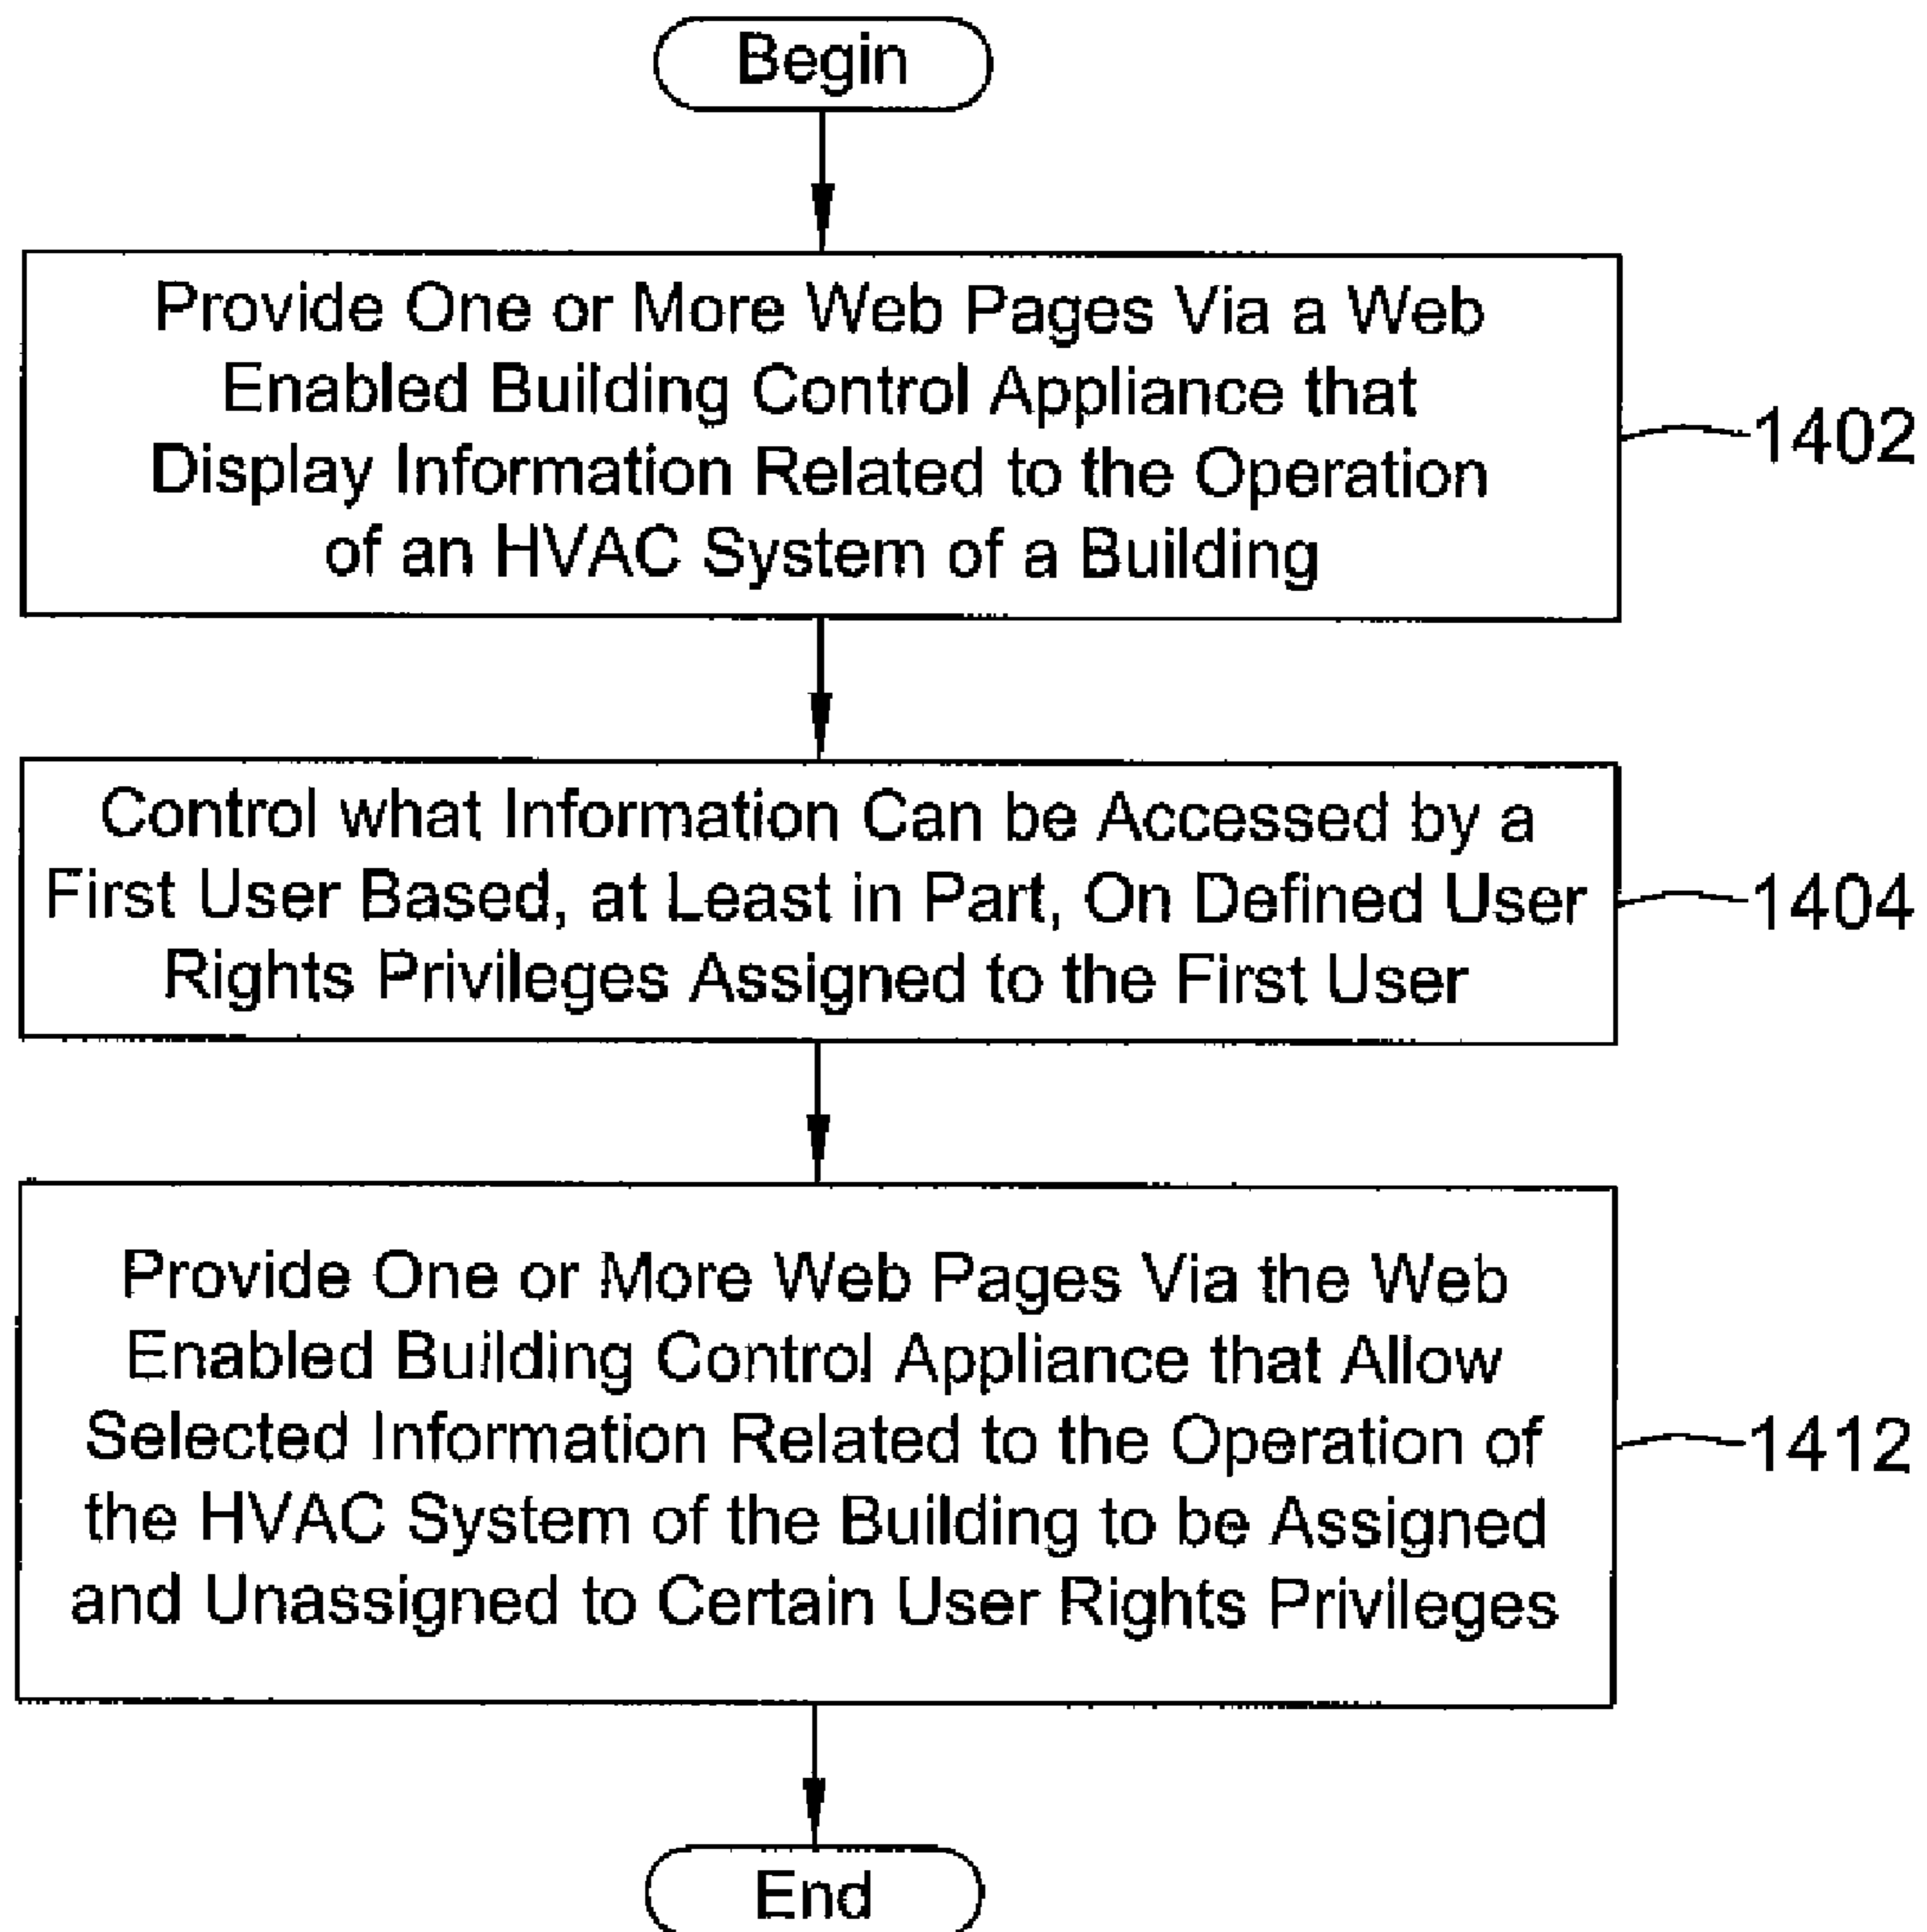 Begin
Provide One or More Web Pages Via a Web
Enabled Building Control Appliance that
Display Information Related to the Operation
of an HVAC System of a Building
1402
Control what Information Can be Accessed by a
First User Based, at Least in Part, On Defined User
Rights Privileges Assigned to the First User
1404
Provide One or More Web Pages Via the Web
Enabled Building Control Appliance that Allow
Selected Information Related to the Operation of
the HVAC System of the Building to be Assigned
and Unassigned to Certain User Rights Privileges
1412
End